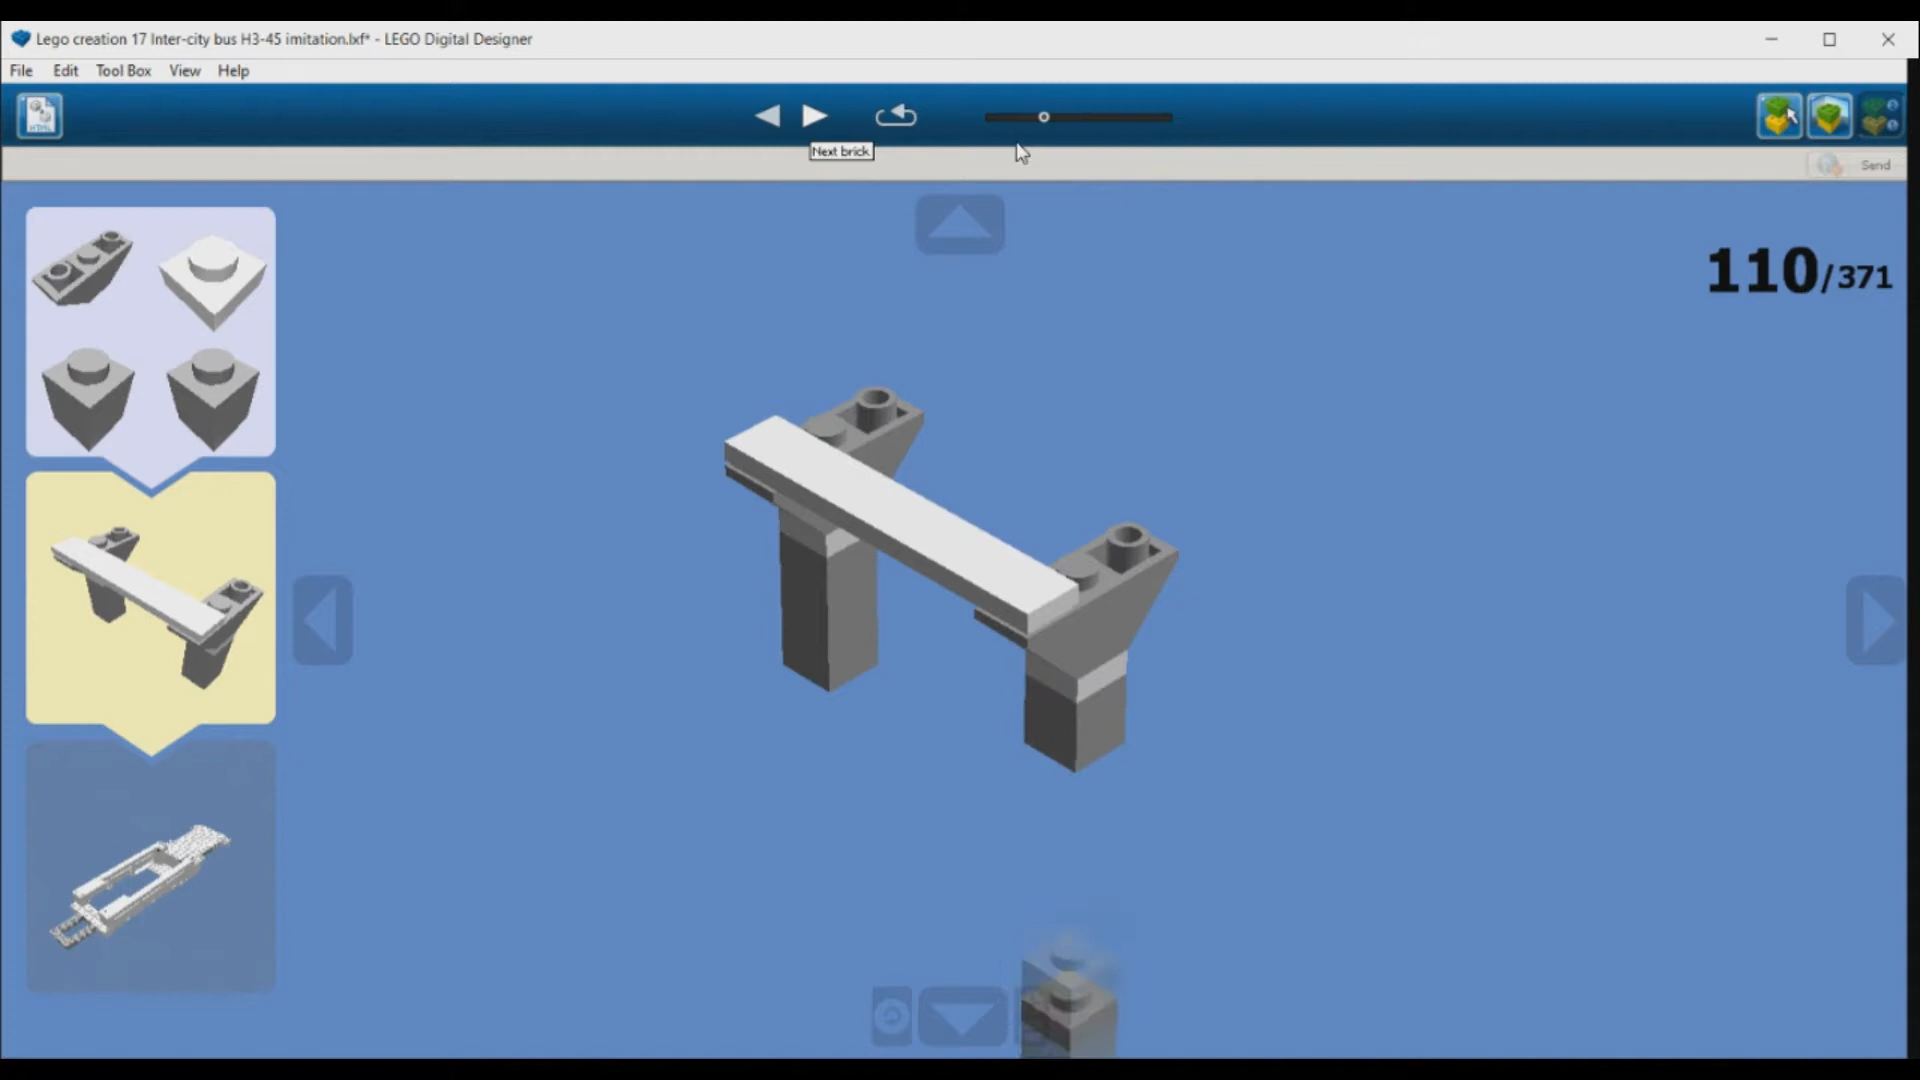 Lego creation 17 Inter-city bus H3-45 imitation.lxf* - LEGO Digital Designer
File Edit Tool Box View Help
HTML
Next brick
Send
110/371